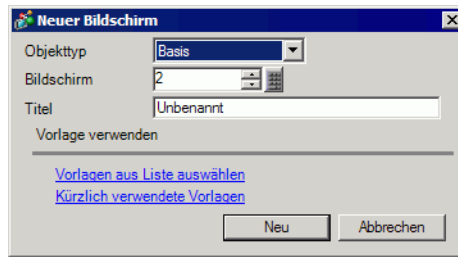 Neuer Bildschirm
Objekttyp Basis
Bildschirm 2
Titel Unbenannt
Vorlage verwenden
Vorlagen aus Liste auswählen
Kürzlich verwendete Vorlagen
Neu Abbrechen